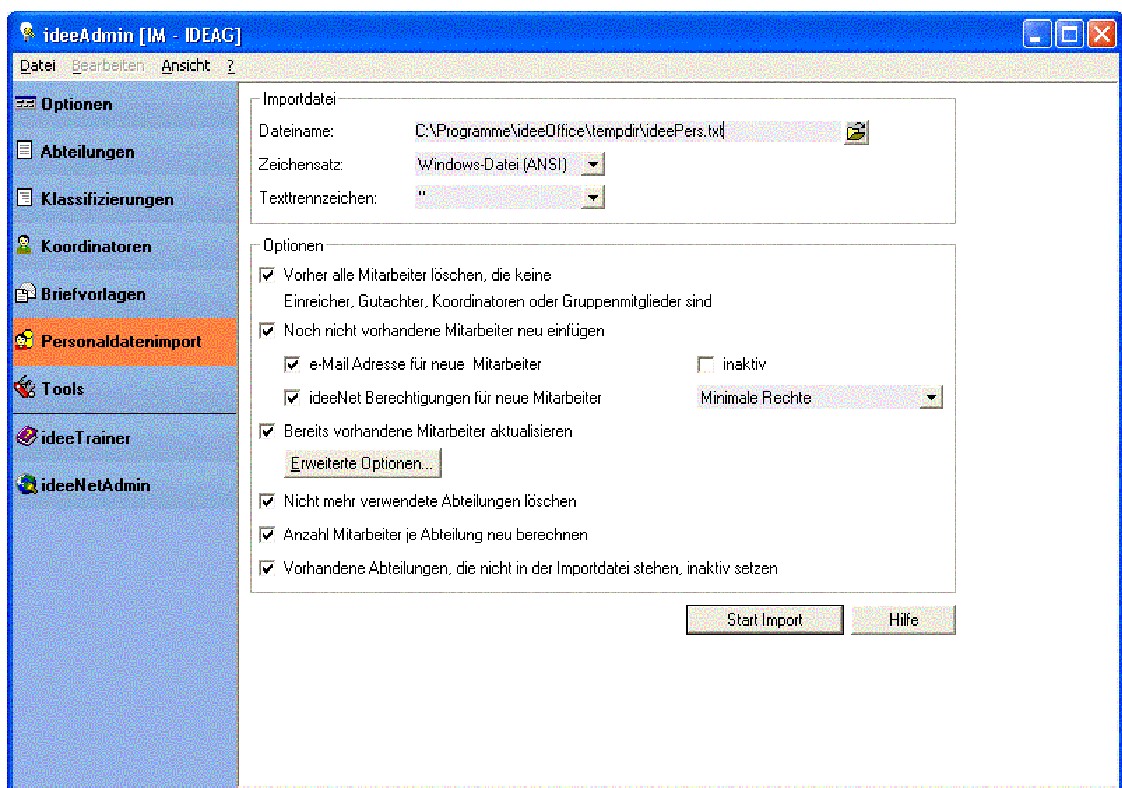 ideeAdmin [IM - IDEAG]
Datei Bearbeiten Ansicht ?
Optionen
Abteilungen
Klassifizierungen
Koordinatoren
Briefvorlagen
Personaldatenimport
Tools
ideeTrainer
ideeNetAdmin
Importdatei
Dateiname: C:\Programme\ideeOffice\tempdir\ideePers.txt
Zeichensatz: Windows-Datei (ANSI)
Texttrennzeichen: "
Optionen
Vorher alle Mitarbeiter löschen, die keine
Einreicher, Gutachter, Koordinatoren oder Gruppenmitglieder sind
Noch nicht vorhandene Mitarbeiter neu einfügen
e-Mail Adresse für neue Mitarbeiter inaktiv
ideeNet Berechtigungen für neue Mitarbeiter Minimale Rechte
Bereits vorhandene Mitarbeiter aktualisieren
Erweiterte Optionen...
Nicht mehr verwendete Abteilungen löschen
Anzahl Mitarbeiter je Abteilung neu berechnen
Vorhandene Abteilungen, die nicht in der Importdatei stehen, inaktiv setzen
Start Import Hilfe